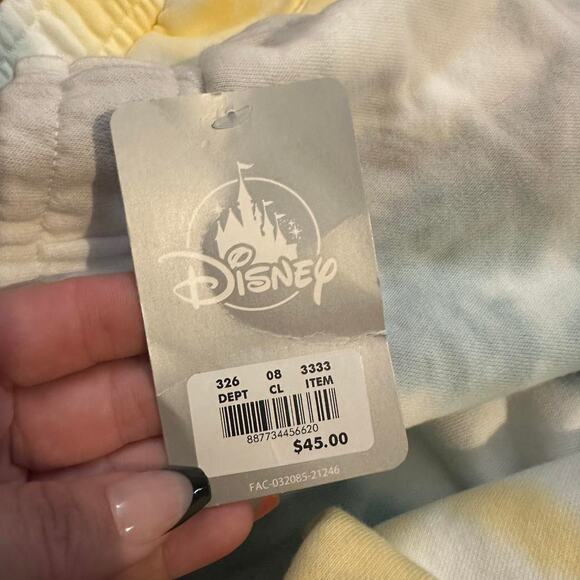 Disney
326 08 3333
DEPT CL ITEM
887734456620
$45.00
FAC-032085-21246